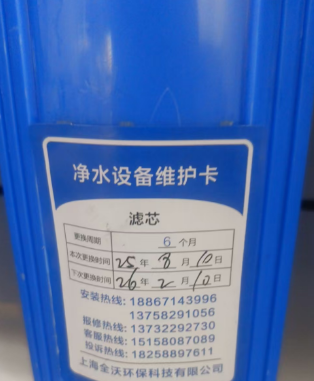 净水设备维护卡
滤芯
更换周期 6 个月
本次更换时间 25 年 8 月 10 日
下次更换时间 26 年 2 月 10 日
安装热线: 18867143996
13758291056
报修热线: 13732292730
客服热线: 15158087089
投诉热线: 18258897611
上海全沃环保科技有限公司